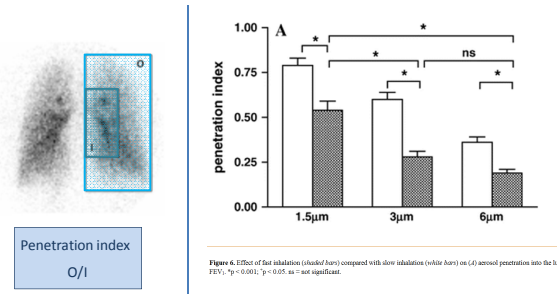 O
I
Penetration index
O/I
A
penetration index
1.00
0.75
0.50
0.25
0.00
*
*
*
*
ns
*
1.5µm
3µm
6µm
Figure 6. Effect of fast inhalation (shaded bars) compared with slow inhalation (white bars) on (A) aerosol penetration into the
FEV₁. *p < 0.001; ⁺p < 0.05. ns = not significant.